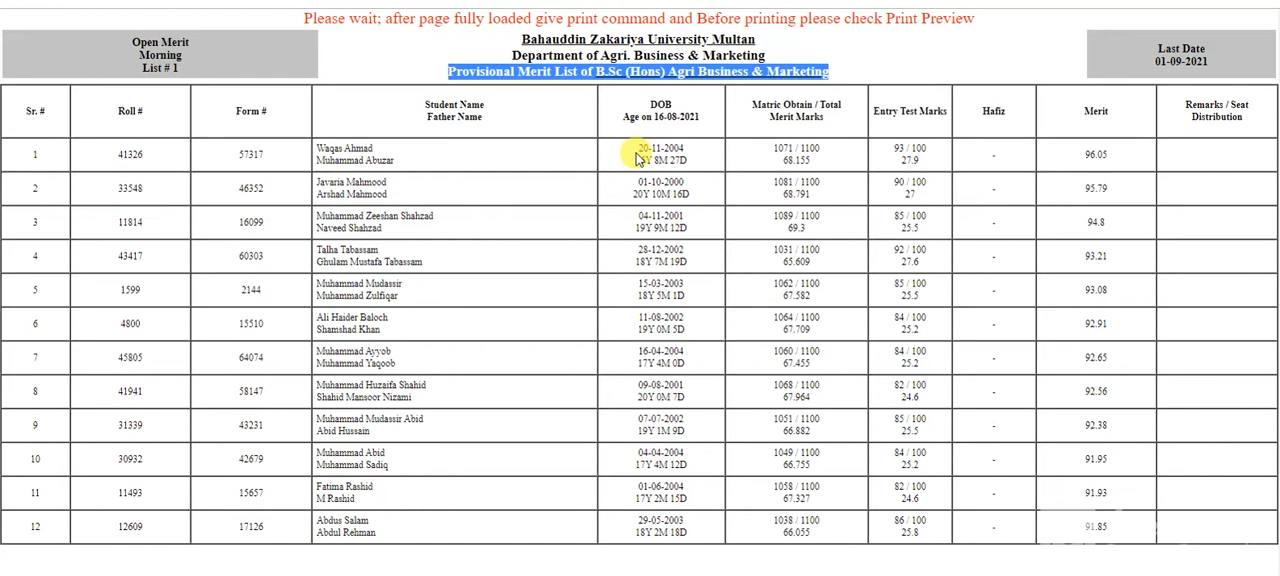 Please wait; after page fully loaded give print command and Before printing please check Print Preview
Open Merit
Morning
List # 1
Bahauddin Zakariya University Multan
Department of Agri. Business & Marketing
Provisional Merit List of B.Sc (Hons) Agri Business & Marketing
Last Date
01-09-2021
Sr. # Roll # Form # Student Name DOB Matric Obtain / Total Entry Test Marks Hafiz Merit Remarks / Seat
Father Name Age on 16-08-2021 Merit Marks Distribution
1 41326 57317 Waqas Ahmad 20-11-2004 1071 / 1100 93 / 100 - 96.05
Muhammad Abuzar 8M 27D 68.155 27.9
2 33548 46352 Javaria Mahmood 01-10-2000 1081 / 1100 90 / 100 - 95.79
Arshad Mahmood 20Y 10M 16D 68.791 27
3 11814 16099 Muhammad Zeeshan Shahzad 04-11-2001 1089 / 1100 85 / 100 - 94.8
Naveed Shahzad 19Y 9M 12D 69.3 25.5
4 43417 60303 Talha Tabassam 28-12-2002 1031 / 1100 92 / 100 - 93.21
Ghulam Mustafa Tabassam 18Y 7M 19D 65.609 27.6
5 1599 2144 Muhammad Mudassir 15-03-2003 1062 / 1100 85 / 100 - 93.08
Muhammad Zulfiqar 18Y 5M 1D 67.582 25.5
6 4800 15510 Ali Haider Baloch 11-08-2002 1064 / 1100 84 / 100 - 92.91
Shamshad Khan 19Y 0M 5D 67.709 25.2
7 45805 64074 Muhammad Ayyob 16-04-2004 1060 / 1100 84 / 100 - 92.65
Muhammad Yaqoob 17Y 4M 0D 67.455 25.2
8 41941 58147 Muhammad Huzaifa Shahid 09-08-2001 1068 / 1100 82 / 100 - 92.56
Shahid Mansoor Nizami 20Y 0M 7D 67.964 24.6
9 31339 43231 Muhammad Mudassir Abid 07-07-2002 1051 / 1100 85 / 100 - 92.38
Abid Hussain 19Y 1M 9D 66.882 25.5
10 30932 42679 Muhammad Abid 04-04-2004 1049 / 1100 84 / 100 - 91.95
Muhammad Sadiq 17Y 4M 12D 66.755 25.2
11 11493 15657 Fatima Rashid 01-06-2004 1058 / 1100 82 / 100 - 91.93
M Rashid 17Y 2M 15D 67.327 24.6
12 12609 17126 Abdus Salam 29-05-2003 1038 / 1100 86 / 100 - 91.85
Abdul Rehman 18Y 2M 18D 66.055 25.8